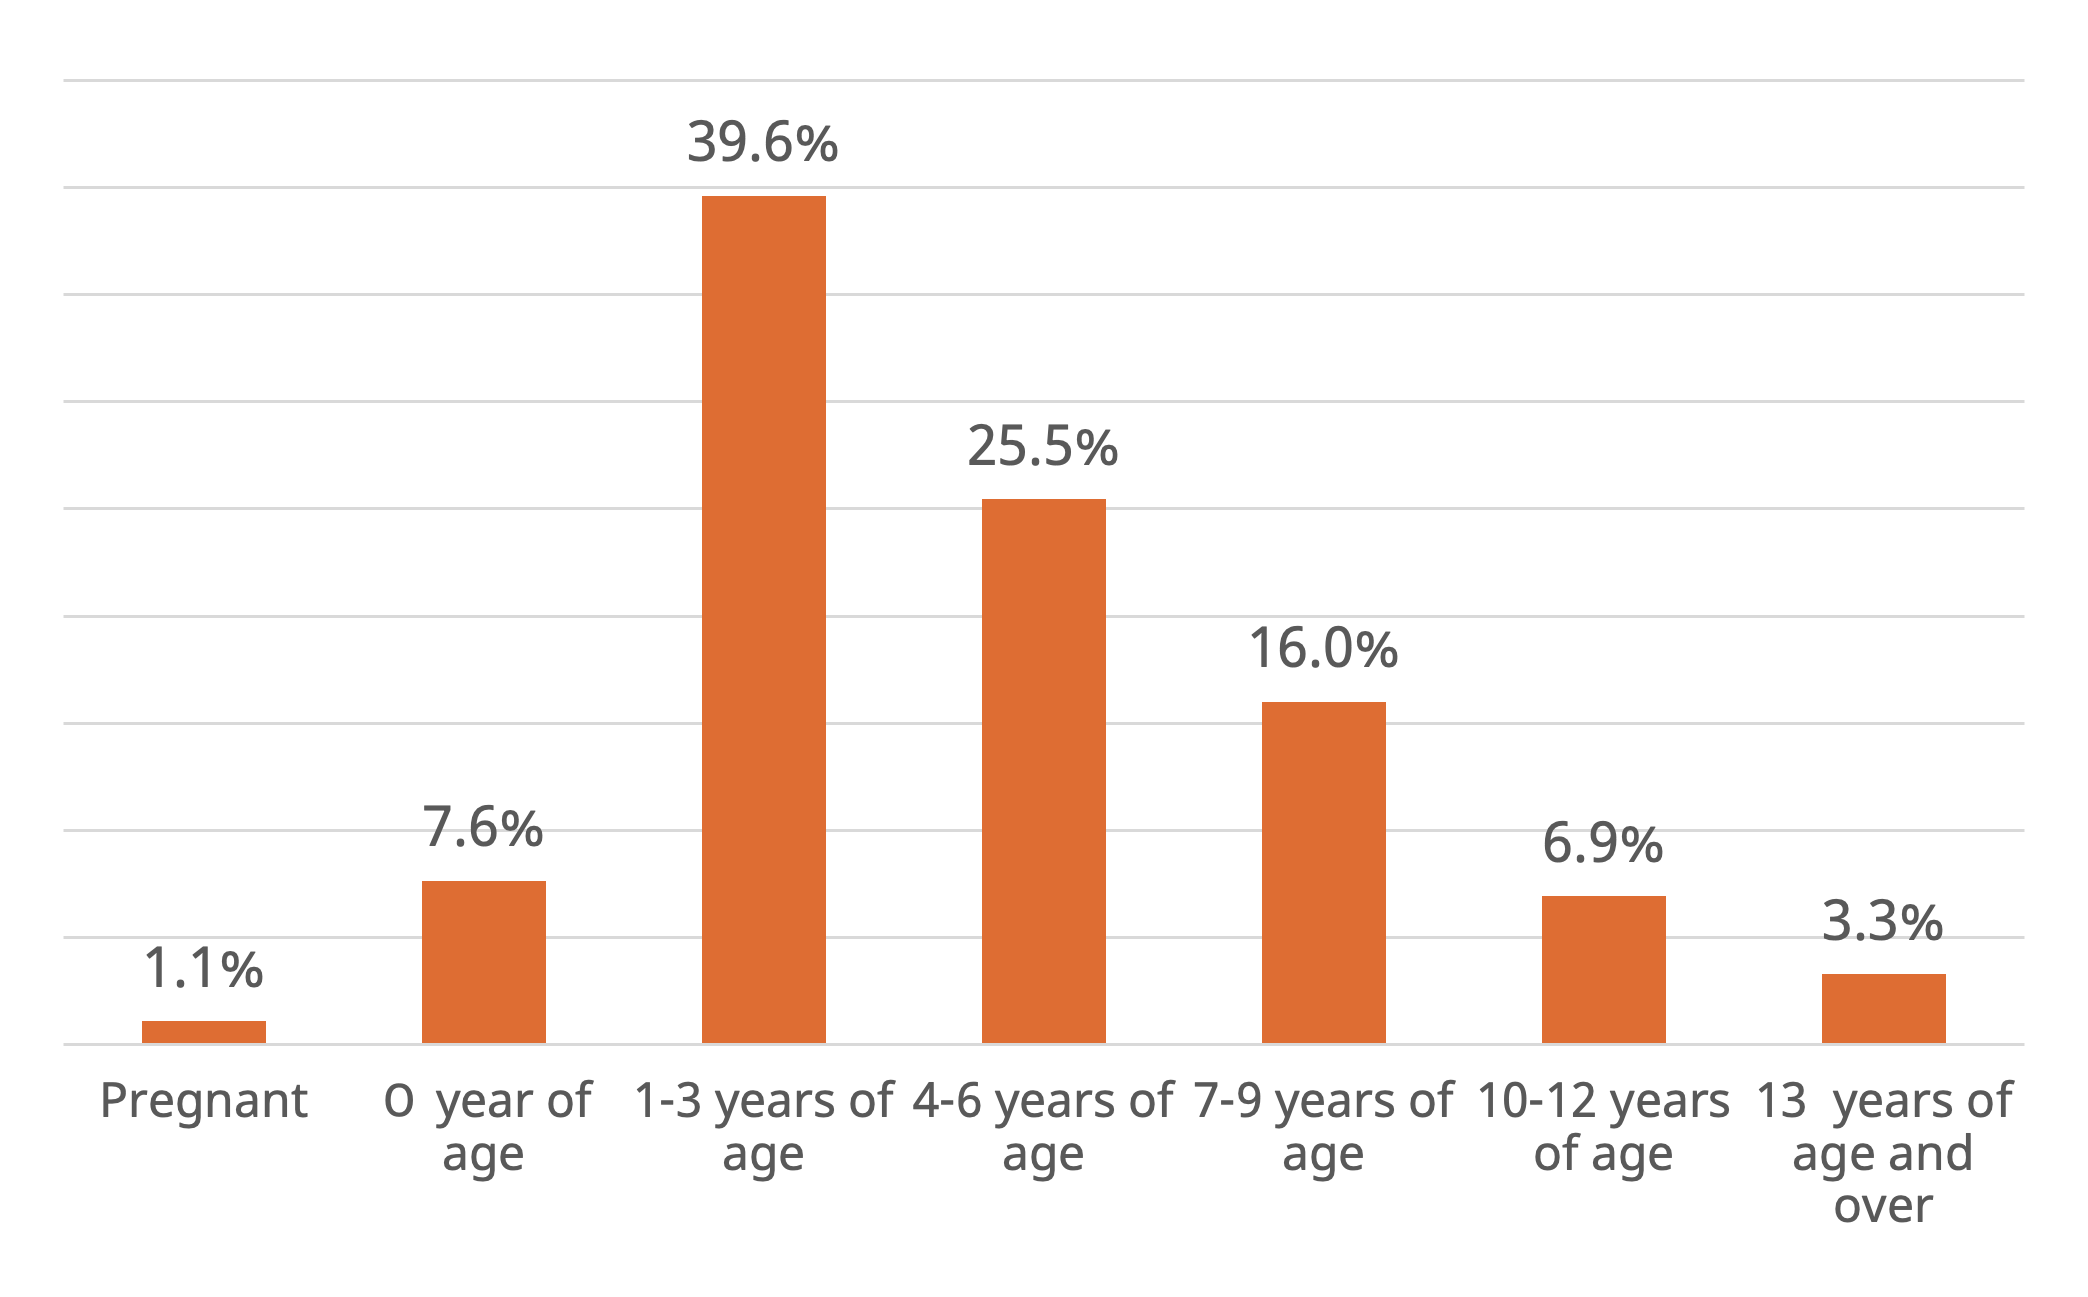 39.6%
25.5%
16.0%
7.6%
6.9%
3.3%
1.1%
Pregnant
0  year of
age
1-3 years of
age
4-6 years of
age
7-9 years of
age
10-12 years
of age
13  years of
age and
over